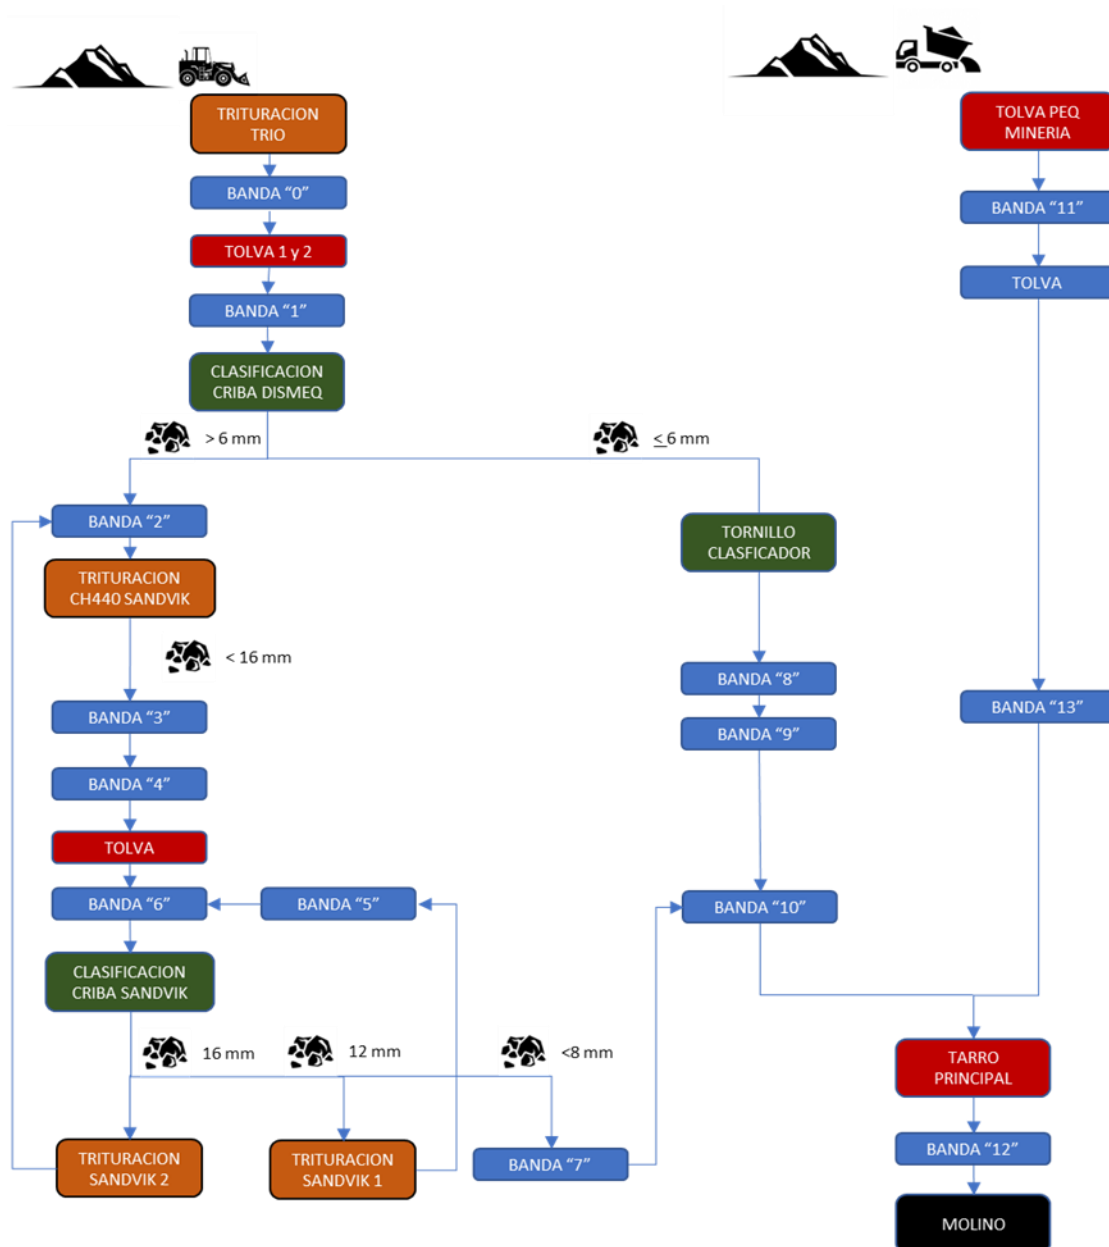 TRITURACION
TRIO
TOLVA PEQ
MINERIA
BANDA “0”
BANDA “11”
TOLVA 1 y 2
TOLVA
BANDA “1”
CLASIFICACION
CRIBA DISMEQ
> 6 mm
≤ 6 mm
BANDA “2”
TORNILLO
CLASFICADOR
TRITURACION
CH440 SANDVIK
< 16 mm
BANDA “8”
BANDA “3”
BANDA “9”
BANDA “13”
BANDA “4”
TOLVA
BANDA “6”
BANDA “5”
BANDA “10”
CLASIFICACION
CRIBA SANDVIK
16 mm
12 mm
<8 mm
TARRO
PRINCIPAL
TRITURACION
SANDVIK 2
TRITURACION
SANDVIK 1
BANDA “7”
BANDA “12”
MOLINO